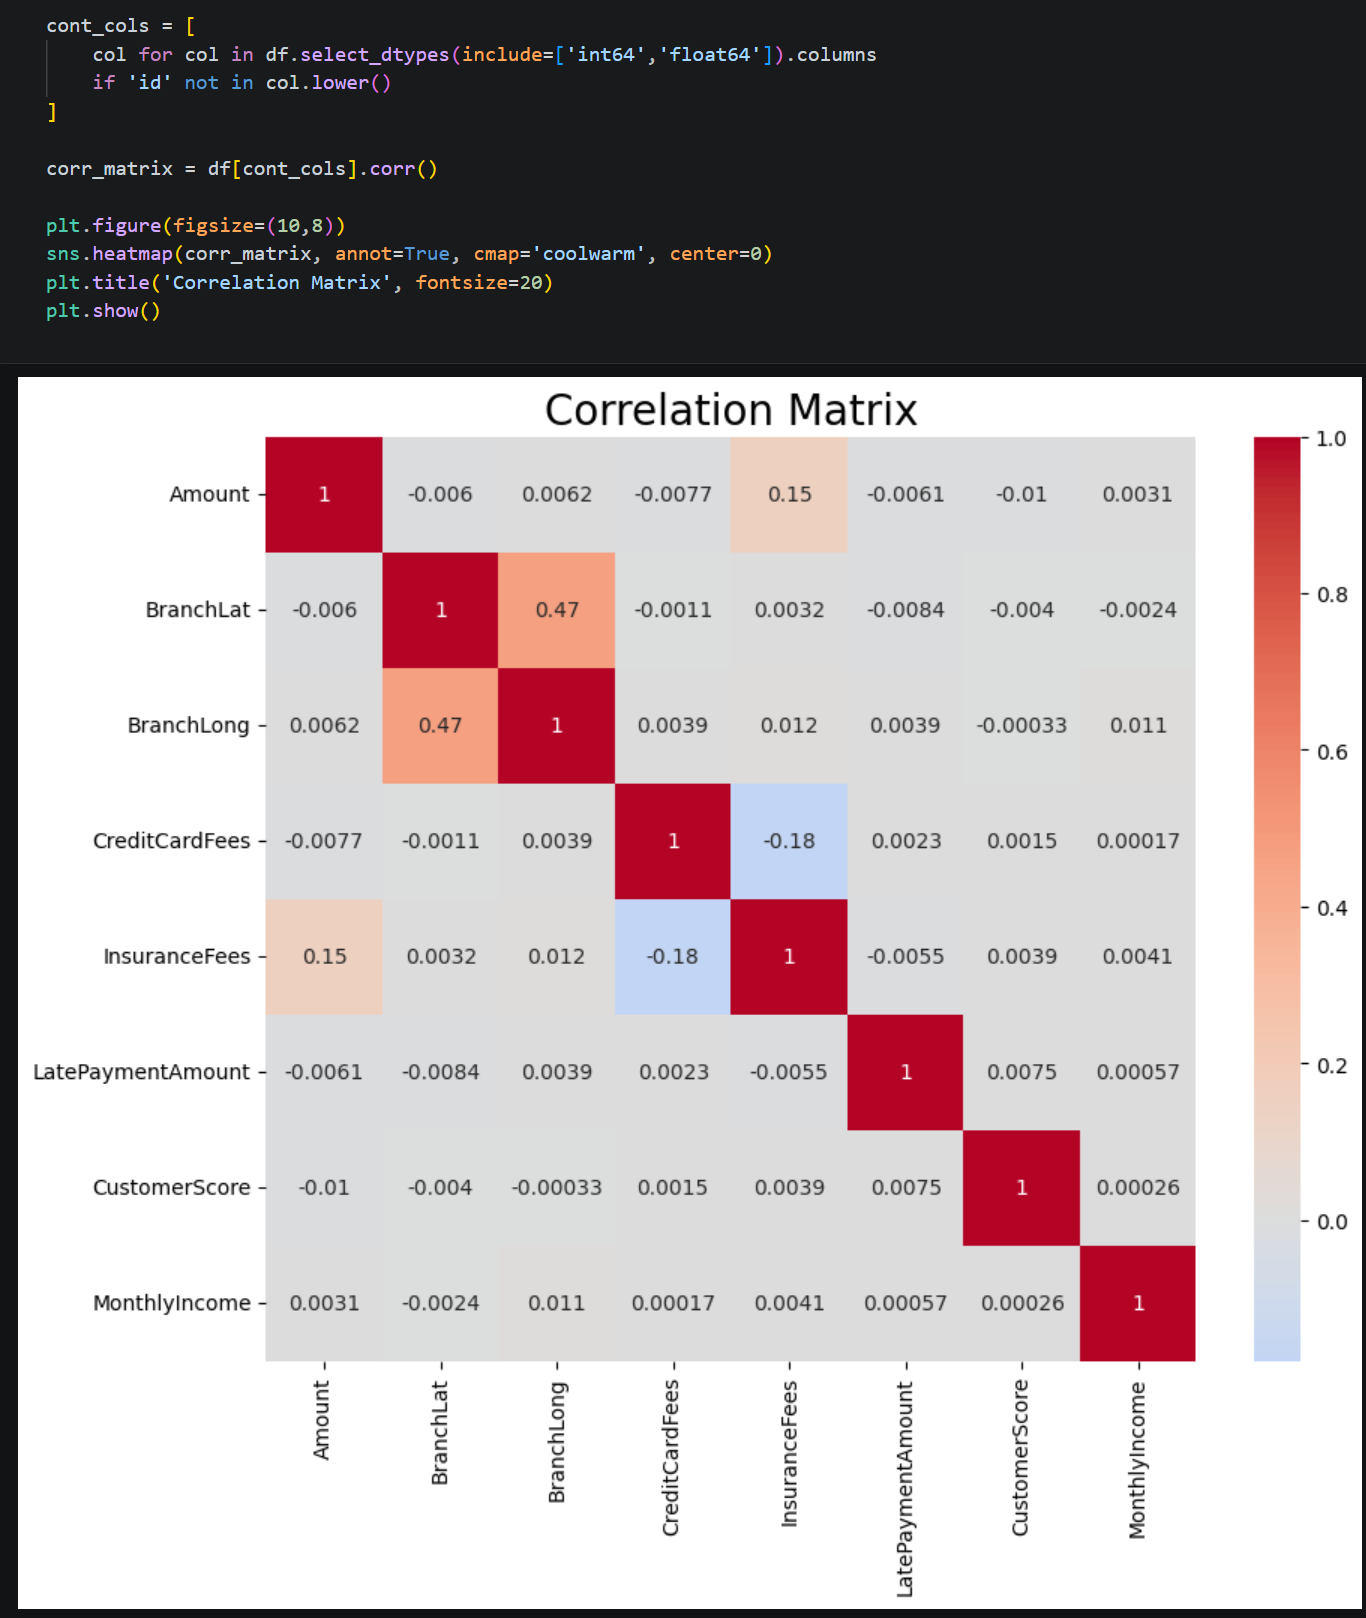 cont_cols = [
    col for col in df.select_dtypes(include=['int64','float64']).columns
    if 'id' not in col.lower()
]
corr_matrix = df[cont_cols].corr()
plt.figure(figsize=(10,8))
sns.heatmap(corr_matrix, annot=True, cmap='coolwarm', center=0)
plt.title('Correlation Matrix', fontsize=20)
plt.show()
Correlation Matrix
Amount 1 -0.006 0.0062 -0.0077 0.15 -0.0061 -0.01 0.0031
BranchLat -0.006 1 0.47 -0.0011 0.0032 -0.0084 -0.004 -0.0024
BranchLong 0.0062 0.47 1 0.0039 0.012 0.0039 -0.00033 0.011
CreditCardFees -0.0077 -0.0011 0.0039 1 -0.18 0.0023 0.0015 0.00017
InsuranceFees 0.15 0.0032 0.012 -0.18 1 -0.0055 0.0039 0.0041
LatePaymentAmount -0.0061 -0.0084 0.0039 0.0023 -0.0055 1 0.0075 0.00057
CustomerScore -0.01 -0.004 -0.00033 0.0015 0.0039 0.0075 1 0.00026
MonthlyIncome 0.0031 -0.0024 0.011 0.00017 0.0041 0.00057 0.00026 1
Amount
BranchLat
BranchLong
CreditCardFees
InsuranceFees
LatePaymentAmount
CustomerScore
MonthlyIncome
1.0
0.8
0.6
0.4
0.2
0.0